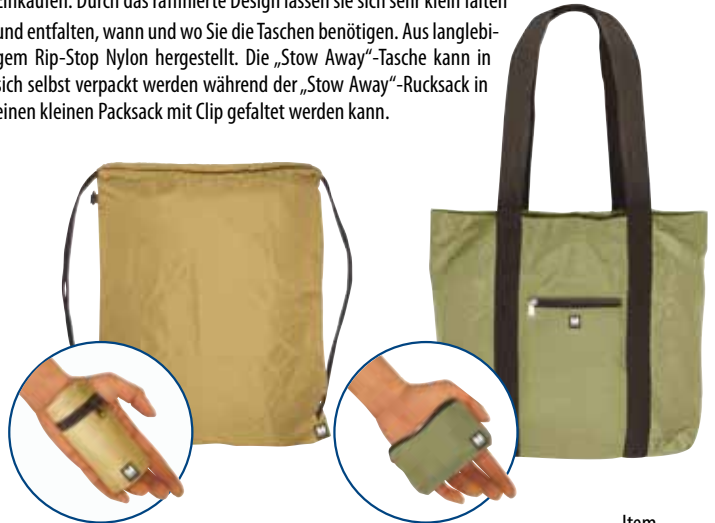 Einkaufen. Durch das raffinierte Design lassen sie sich sehr klein falten
und entfalten, wann und wo Sie die Taschen benötigen. Aus langlebi-
gem Rip-Stop Nylon hergestellt. Die „Stow Away“-Tasche kann in
sich selbst verpackt werden während der „Stow Away“-Rucksack in
einen kleinen Packsack mit Clip gefaltet werden kann.
Item